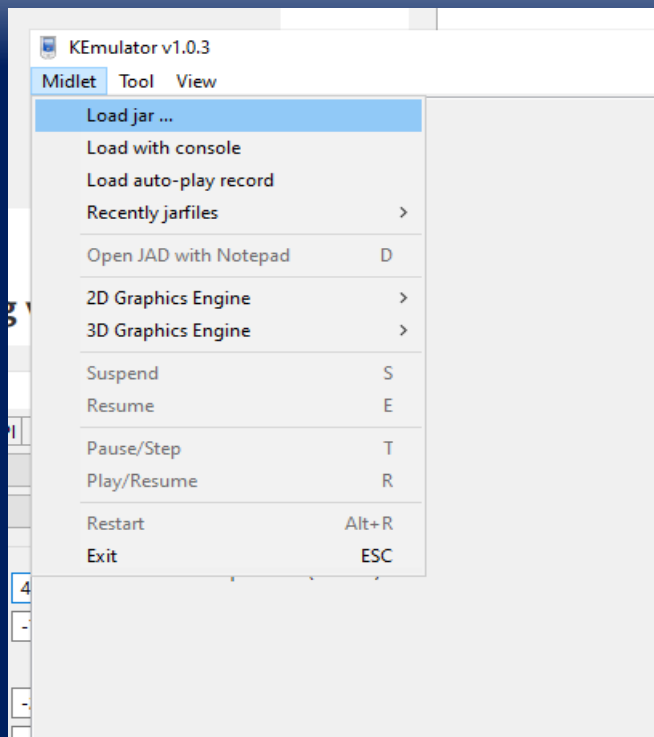 KEmulator v1.0.3
Midlet Tool View
Load jar ...
Load with console
Load auto-play record
Recently jarfiles >
Open JAD with Notepad D
2D Graphics Engine >
3D Graphics Engine >
Suspend S
Resume E
Pause/Step T
Play/Resume R
Restart Alt+R
Exit ESC
4